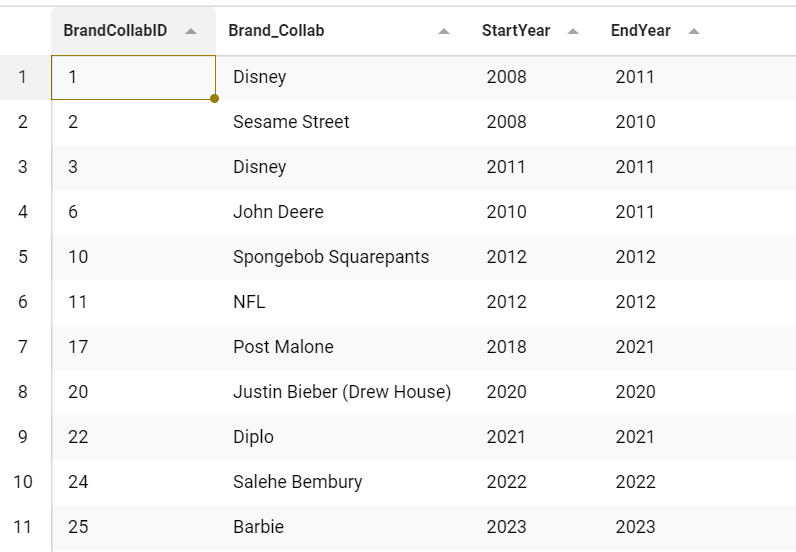 BrandCollabID Brand_Collab StartYear EndYear
1 1 Disney 2008 2011
2 2 Sesame Street 2008 2010
3 3 Disney 2011 2011
4 6 John Deere 2010 2011
5 10 Spongebob Squarepants 2012 2012
6 11 NFL 2012 2012
7 17 Post Malone 2018 2021
8 20 Justin Bieber (Drew House) 2020 2020
9 22 Diplo 2021 2021
10 24 Salehe Bembury 2022 2022
11 25 Barbie 2023 2023